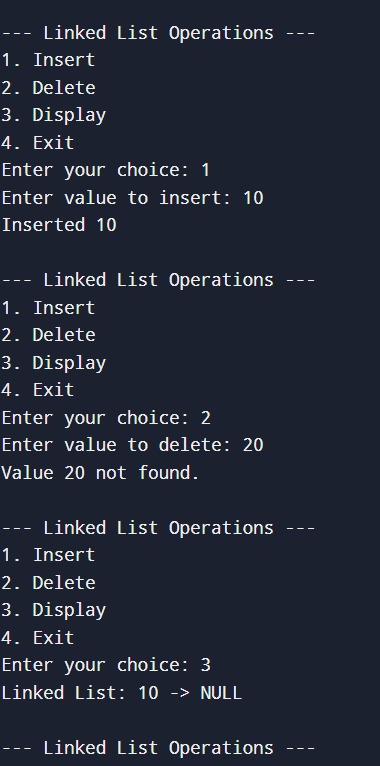 --- Linked List Operations ---
1. Insert
2. Delete
3. Display
4. Exit
Enter your choice: 1
Enter value to insert: 10
Inserted 10
--- Linked List Operations ---
1. Insert
2. Delete
3. Display
4. Exit
Enter your choice: 2
Enter value to delete: 20
Value 20 not found.
--- Linked List Operations ---
1. Insert
2. Delete
3. Display
4. Exit
Enter your choice: 3
Linked List: 10 -> NULL
--- Linked List Operations ---